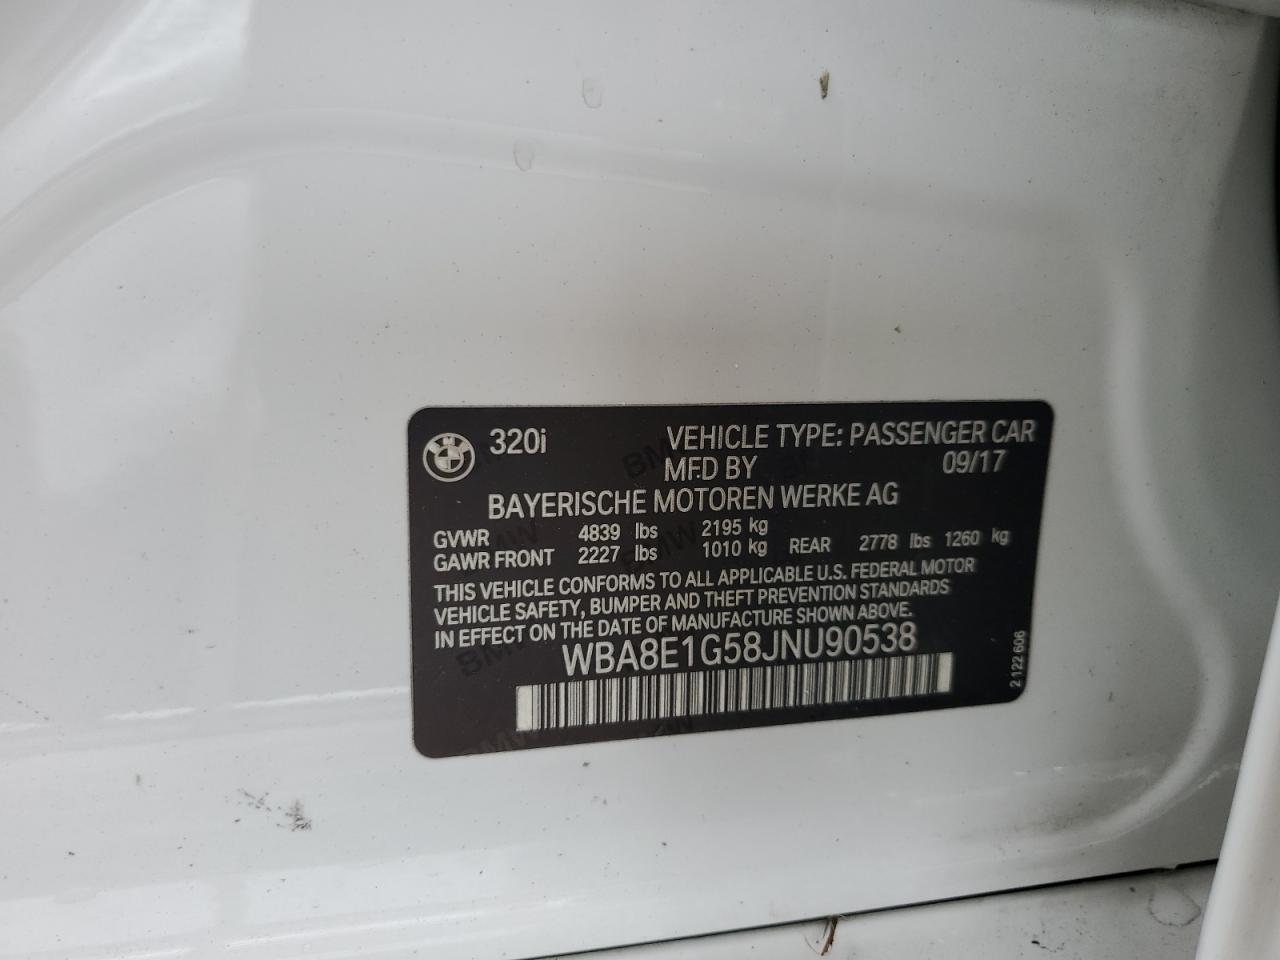 320i VEHICLE TYPE: PASSENGER CAR
MFD BY 09/17
BAYERISCHE MOTOREN WERKE AG
GVWR 4839 lbs 2195 kg
GAWR FRONT 2227 lbs 1010 kg REAR 2778 lbs 1260 kg
THIS VEHICLE CONFORMS TO ALL APPLICABLE U.S. FEDERAL MOTOR
VEHICLE SAFETY, BUMPER AND THEFT PREVENTION STANDARDS
IN EFFECT ON THE DATE OF MANUFACTURE SHOWN ABOVE.
WBA8E1G58JNU90538
2 122 606